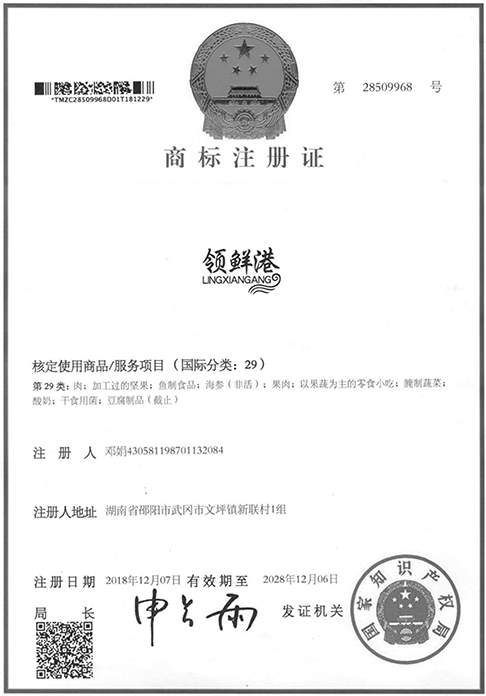 *TMZC28509968D01T181229*
第 28509968 号
商标注册证
领鲜港
LINGXIANGANG
核定使用商品/服务项目（国际分类：29）
第 29 类：肉；加工过的坚果；鱼制食品；海参（非活）；果肉；以果蔬为主的零食小吃；腌制蔬菜；
酸奶；干食用菌；豆腐制品（截止）
注 册 人 邓娟430581198701132084
注册人地址 湖南省邵阳市武冈市文坪镇新联村1组
注册日期 2018年12月07日 有效期至 2028年12月06日
局 长 申长雨 发证机关
国家知识产权局